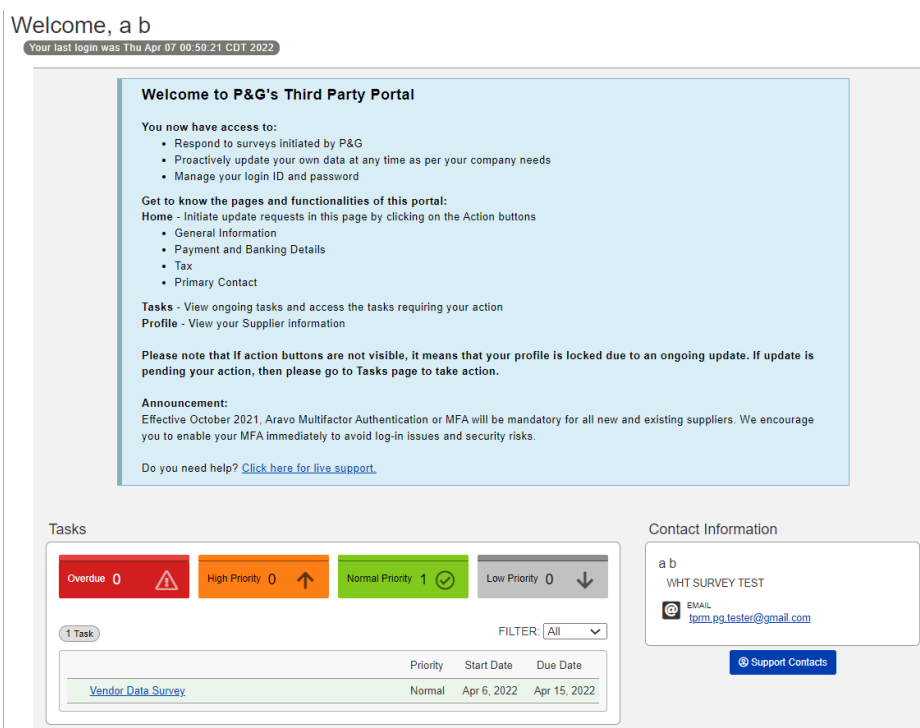 Welcome, a b
Your last login was Thu Apr 07 00:50:21 CDT 2022
Welcome to P&G's Third Party Portal
You now have access to:
• Respond to surveys initiated by P&G
• Proactively update your own data at any time as per your company needs
• Manage your login ID and password
Get to know the pages and functionalities of this portal:
Home - Initiate update requests in this page by clicking on the Action buttons
• General Information
• Payment and Banking Details
• Tax
• Primary Contact
Tasks - View ongoing tasks and access the tasks requiring your action
Profile - View your Supplier information
Please note that If action buttons are not visible, it means that your profile is locked due to an ongoing update. If update is
pending your action, then please go to Tasks page to take action.
Announcement:
Effective October 2021, Aravo Multifactor Authentication or MFA will be mandatory for all new and existing suppliers. We encourage
you to enable your MFA immediately to avoid log-in issues and security risks.
Do you need help? Click here for live support.
Tasks
Overdue 0
High Priority 0
Normal Priority 1
Low Priority 0
1 Task
FILTER: All
Priority Start Date Due Date
Vendor Data Survey Normal Apr 6, 2022 Apr 15, 2022
Contact Information
a b
WHT SURVEY TEST
@ EMAIL
tprm.pg.tester@gmail.com
Support Contacts